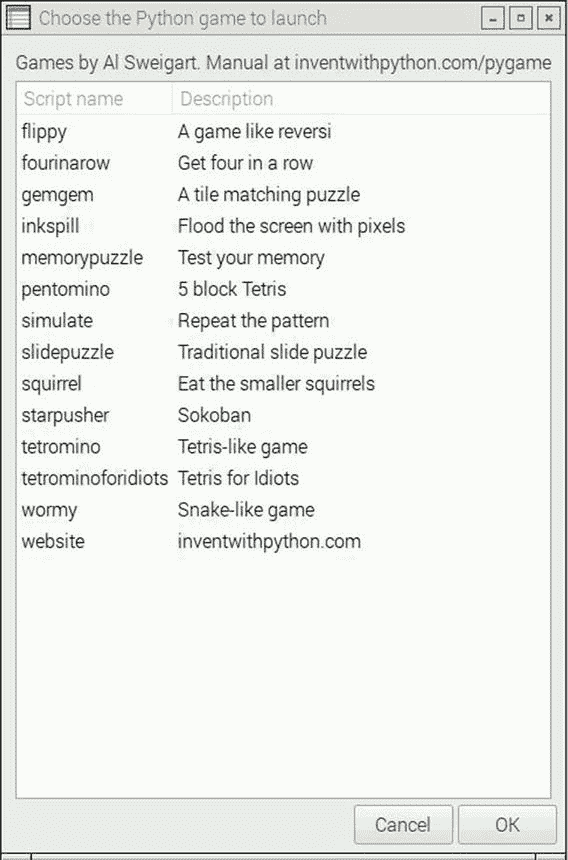 Choose the Python game to launch
Games by Al Sweigart. Manual at inventwithpython.com/pygame
Script name Description
flippy A game like reversi
fourinarow Get four in a row
gemgem A tile matching puzzle
inkspill Flood the screen with pixels
memorypuzzle Test your memory
pentomino 5 block Tetris
simulate Repeat the pattern
slidepuzzle Traditional slide puzzle
squirrel Eat the smaller squirrels
starpusher Sokoban
tetromino Tetris-like game
tetrominoforidiots Tetris for Idiots
wormy Snake-like game
website inventwithpython.com
Cancel OK